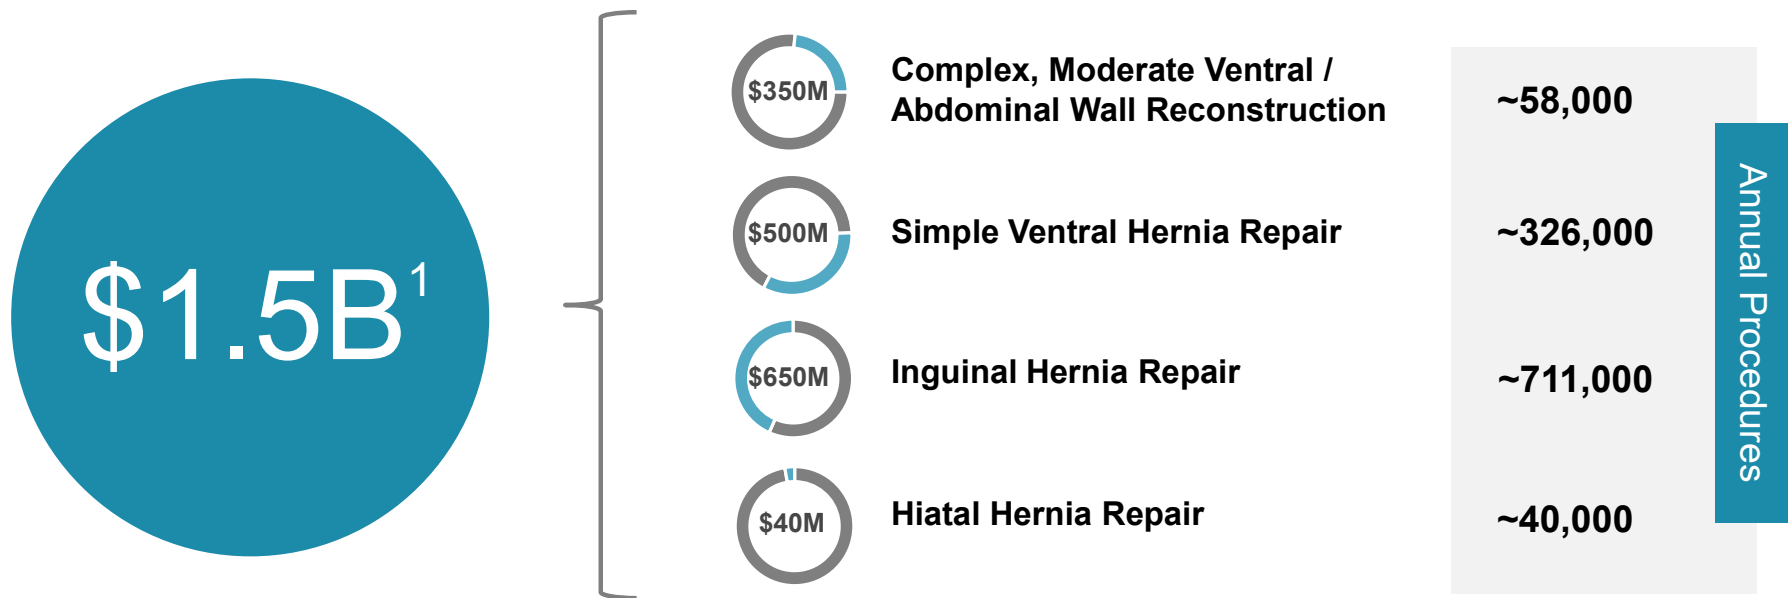 $1.5B1
$350M
Complex, Moderate Ventral /
Abdominal Wall Reconstruction
~58,000
$500M
Simple Ventral Hernia Repair
~326,000
$650M
Inguinal Hernia Repair
~711,000
$40M
Hiatal Hernia Repair
~40,000
Annual Procedures